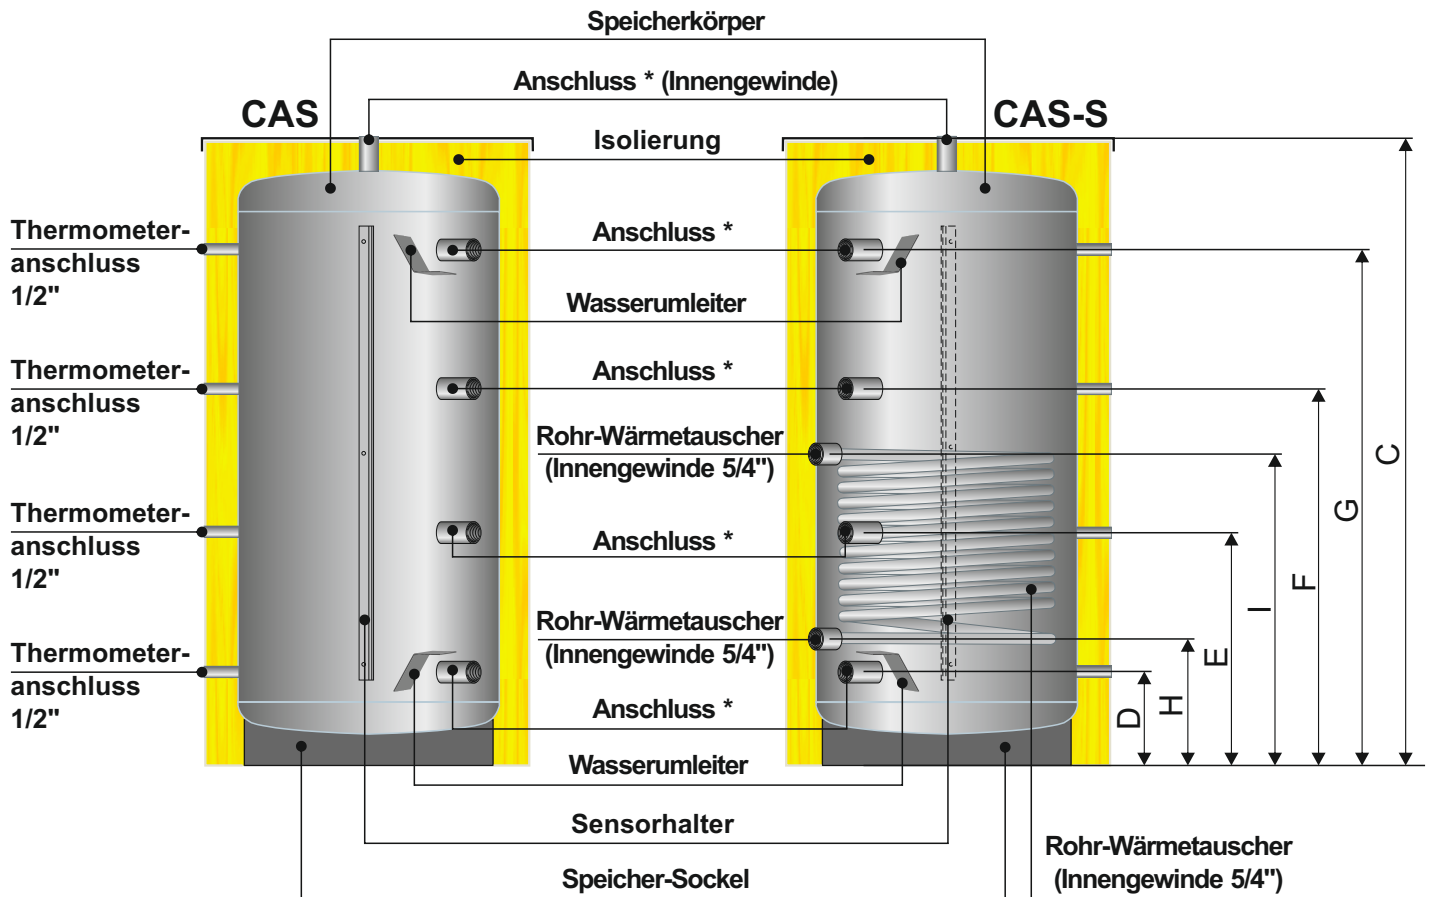 Speicherkörper
Anschluss * (Innengewinde)
CAS
CAS-S
Isolierung
Thermometer-
anschluss
1/2"
Anschluss *
Wasserumleiter
Thermometer-
anschluss
1/2"
Anschluss *
Rohr-Wärmetauscher
(Innengewinde 5/4")
Thermometer-
anschluss
1/2"
Anschluss *
Rohr-Wärmetauscher
(Innengewinde 5/4")
Thermometer-
anschluss
1/2"
Anschluss *
Wasserumleiter
Sensorhalter
Speicher-Sockel
Rohr-Wärmetauscher
(Innengewinde 5/4")
D
H
E
I
F
G
C